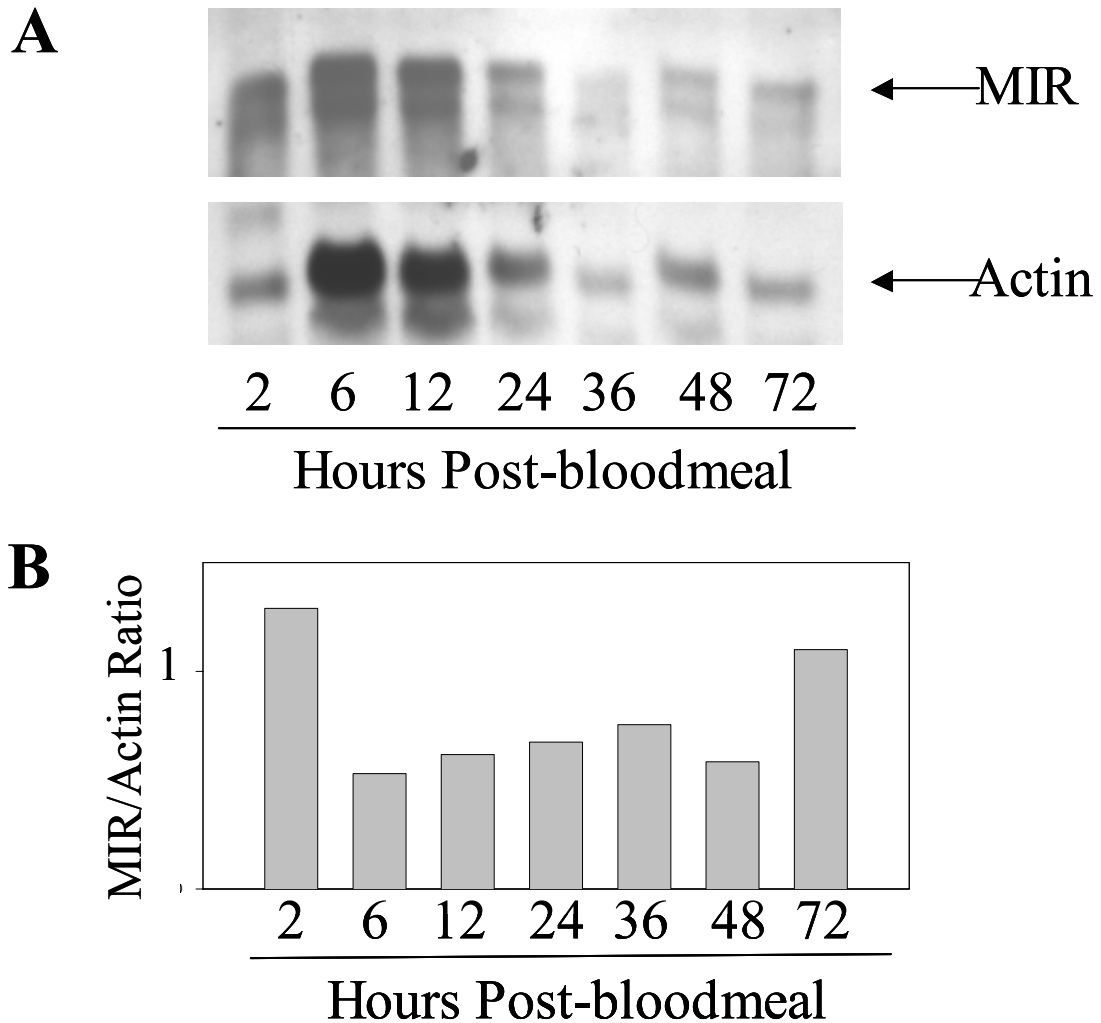 A
MIR
Actin
2 6 12 24 36 48 72
Hours Post-bloodmeal
B
MIR/Actin Ratio
1
2 6 12 24 36 48 72
Hours Post-bloodmeal